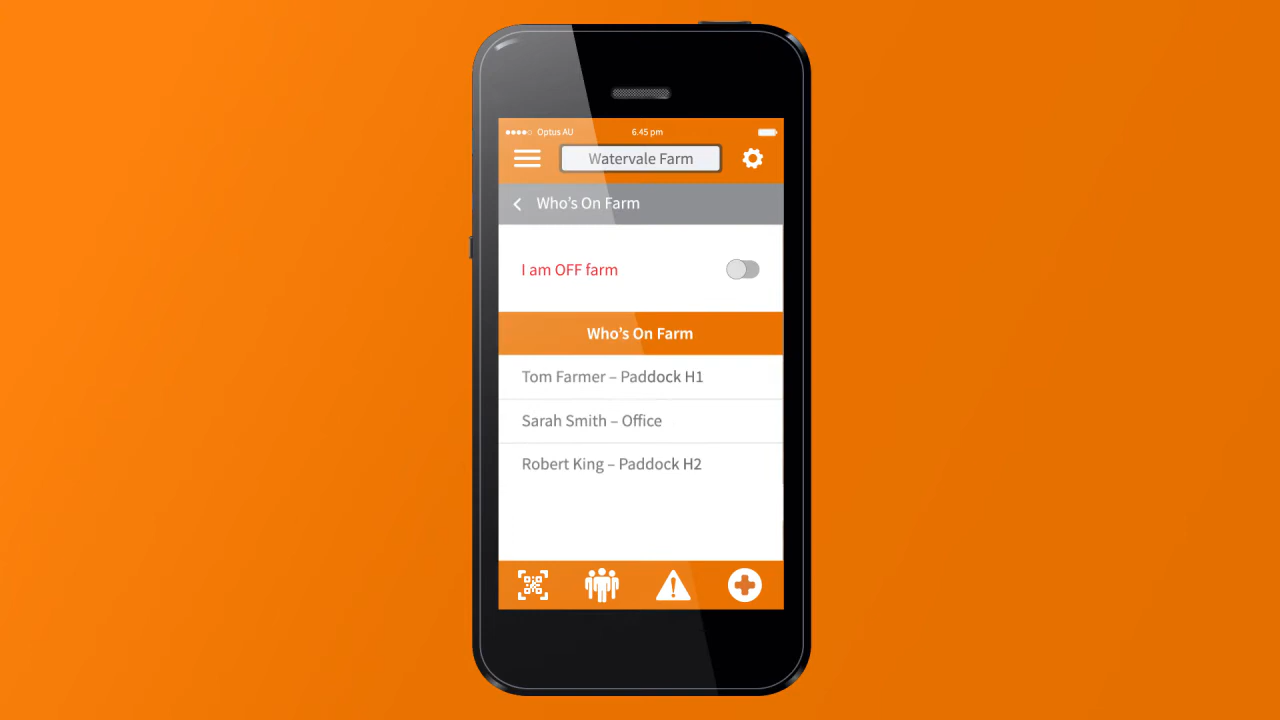 Optus AU 6.45 pm
Watervale Farm
Who's On Farm
I am OFF farm
Who's On Farm
Tom Farmer – Paddock H1
Sarah Smith – Office
Robert King – Paddock H2